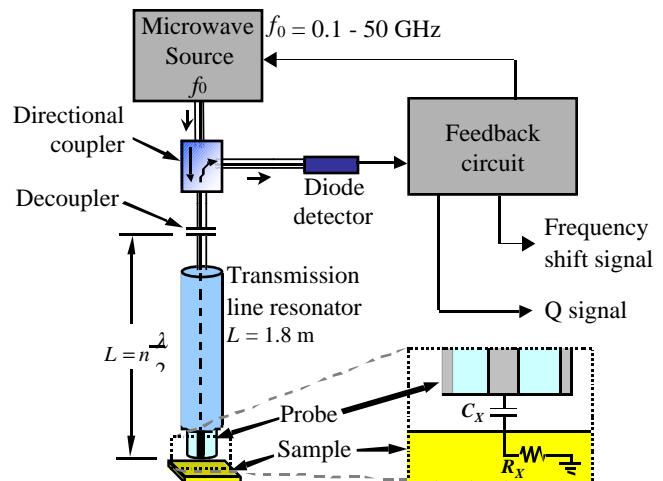 Microwave
Source
f0
f0 = 0.1 - 50 GHz
Directional
coupler
Feedback
circuit
Diode
detector
Decoupler
Frequency
shift signal
Transmission
line resonator
L = 1.8 m
Q signal
L = n λ/2
Probe
CX
Sample
RX